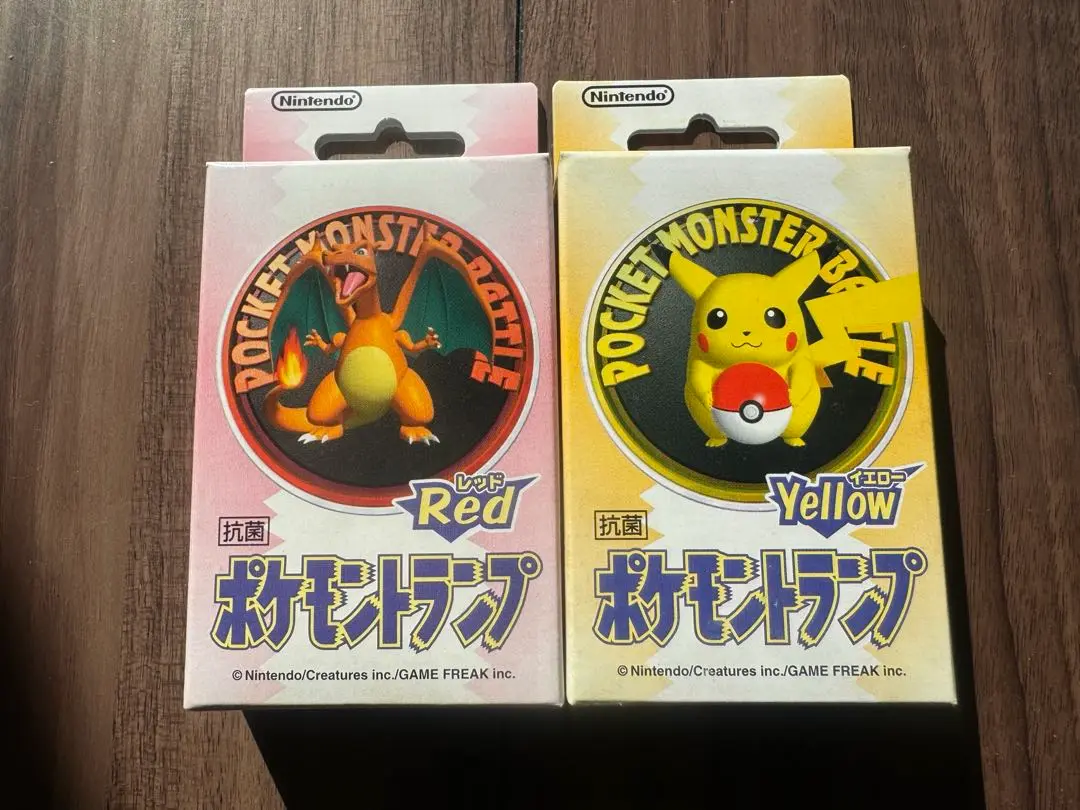 Nintendo®
POCKET MONSTER BATTLE
レッド
Red
抗菌
ポケモントランプ
© Nintendo/Creatures inc./GAME FREAK inc.
Nintendo®
POCKET MONSTER BATTLE
イエロー
Yellow
抗菌
ポケモントランプ
© Nintendo/Creatures inc./GAME FREAK inc.